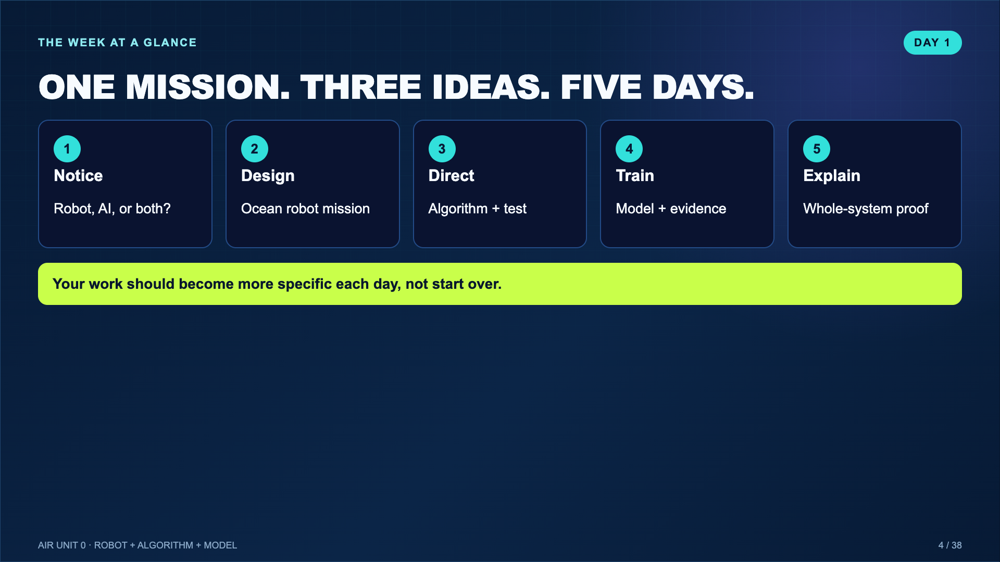 THE WEEK AT A GLANCE
DAY 1
ONE MISSION. THREE IDEAS. FIVE DAYS.
1
Notice
Robot, AI, or both?
2
Design
Ocean robot mission
3
Direct
Algorithm + test
4
Train
Model + evidence
5
Explain
Whole-system proof
Your work should become more specific each day, not start over.
AIR UNIT 0 · ROBOT + ALGORITHM + MODEL
4 / 38